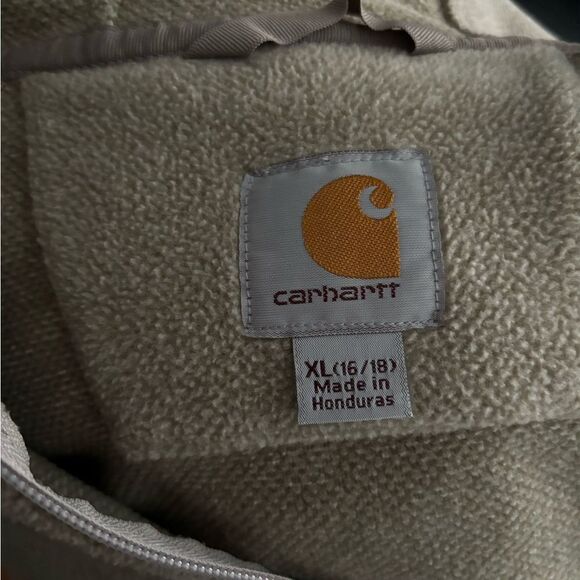 carhartt
XL(16/18)
Made in
Honduras